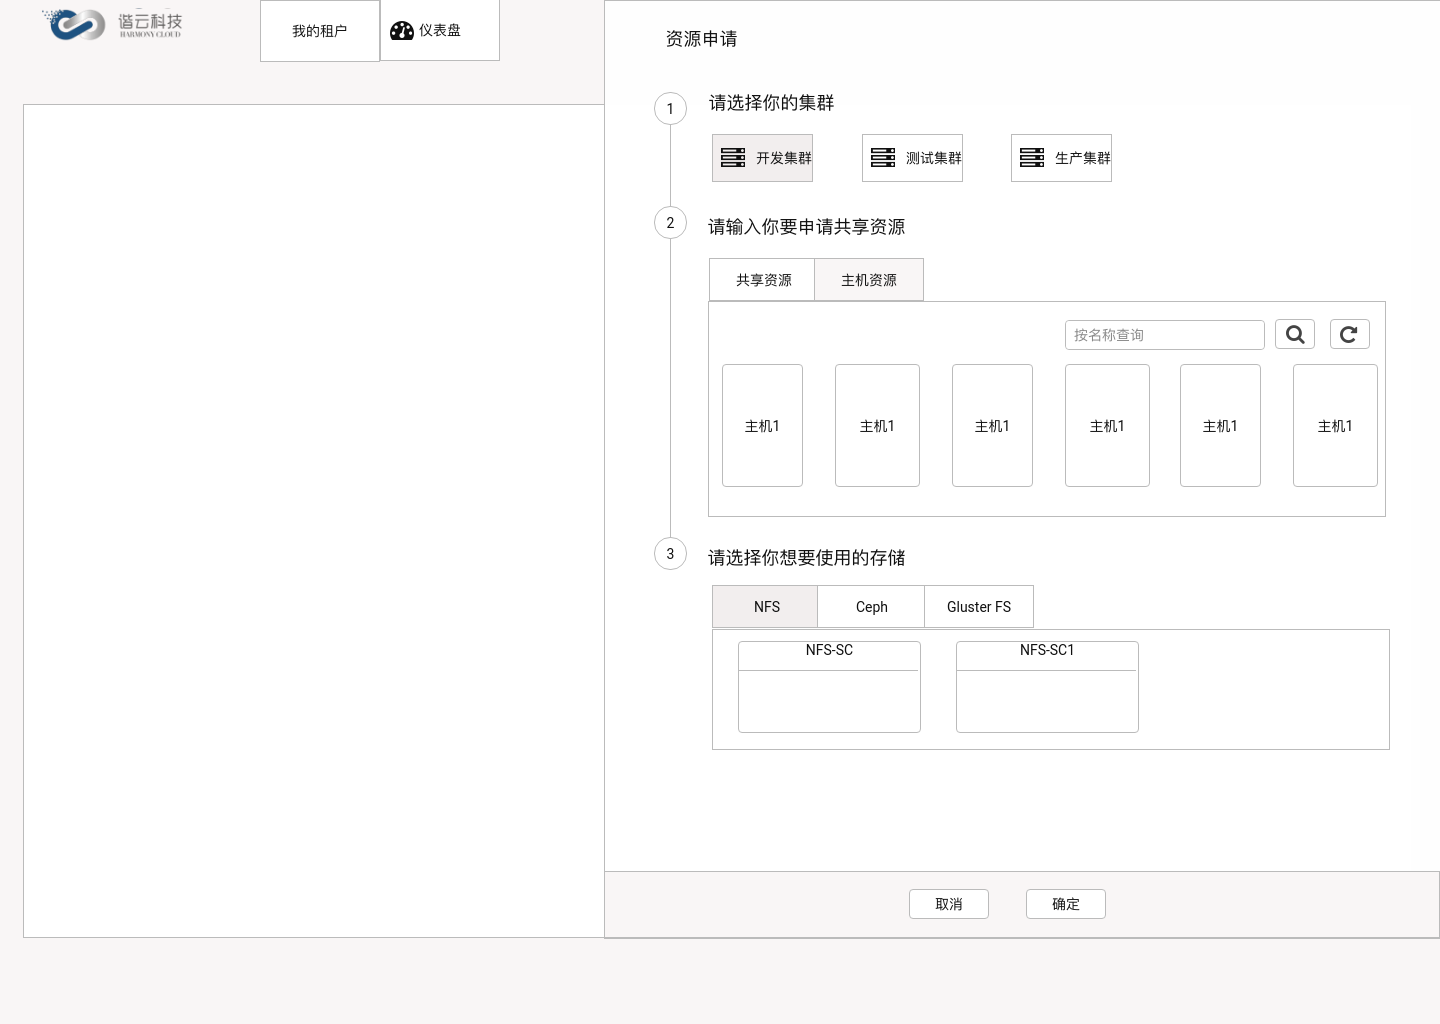 谐云科技
HARMONY CLOUD
我的租户
仪表盘
资源申请
1
请选择你的集群
开发集群
测试集群
生产集群
2
请输入你要申请共享资源
共享资源
主机资源
按名称查询
主机1
主机1
主机1
主机1
主机1
主机1
3
请选择你想要使用的存储
NFS
Ceph
Gluster FS
NFS-SC
NFS-SC1
取消
确定